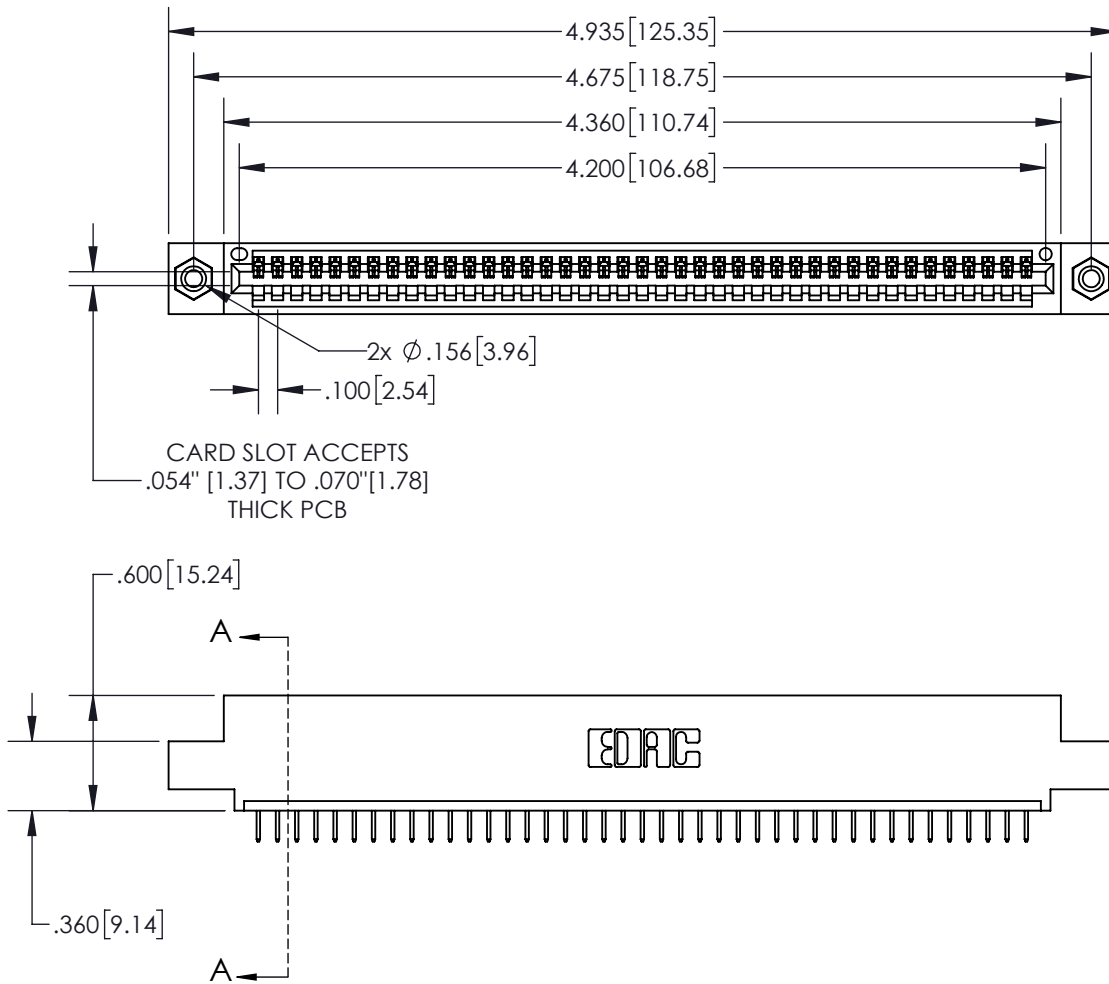 4.935[125.35]
4.675[118.75]
4.360[110.74]
4.200[106.68]
2x Ø.156[3.96]
.100[2.54]
CARD SLOT ACCEPTS
.054" [1.37] TO .070"[1.78]
THICK PCB
.600[15.24]
A
EDAC
.360[9.14]
A